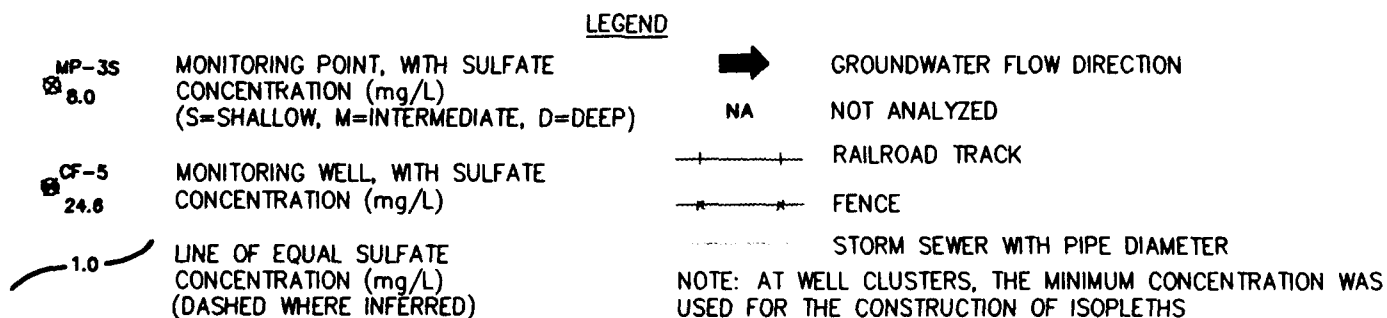 LEGEND
MP-3S
8.0
MONITORING POINT, WITH SULFATE
CONCENTRATION (mg/L)
(S=SHALLOW, M=INTERMEDIATE, D=DEEP)
CF-5
24.6
MONITORING WELL, WITH SULFATE
CONCENTRATION (mg/L)
1.0
LINE OF EQUAL SULFATE
CONCENTRATION (mg/L)
(DASHED WHERE INFERRED)
GROUNDWATER FLOW DIRECTION
NA NOT ANALYZED
RAILROAD TRACK
FENCE
STORM SEWER WITH PIPE DIAMETER
NOTE: AT WELL CLUSTERS, THE MINIMUM CONCENTRATION WAS
USED FOR THE CONSTRUCTION OF ISOPLETHS